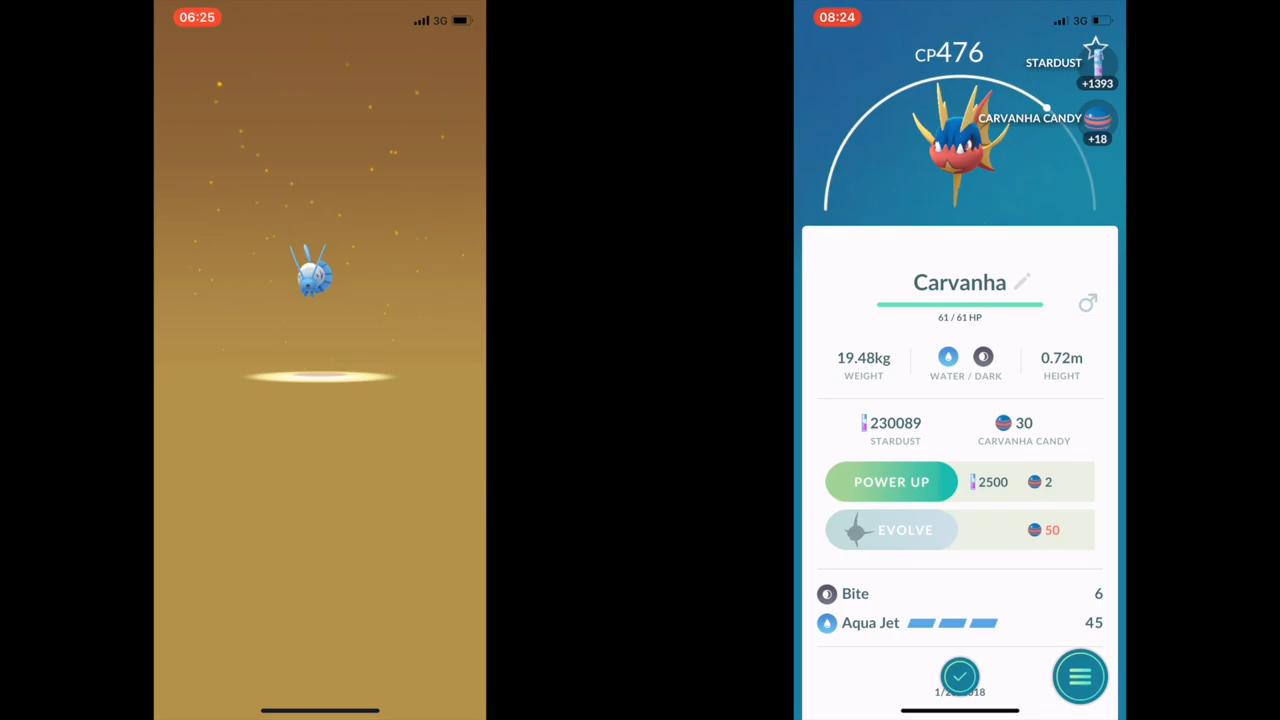 06:25
3G
08:24
3G
CP476
STARDUST
+1393
CARVANHA CANDY
+18
Carvanha
61 / 61 HP
19.48kg
WEIGHT
WATER / DARK
0.72m
HEIGHT
230089
STARDUST
30
CARVANHA CANDY
POWER UP
2500
2
EVOLVE
50
Bite
6
Aqua Jet
45